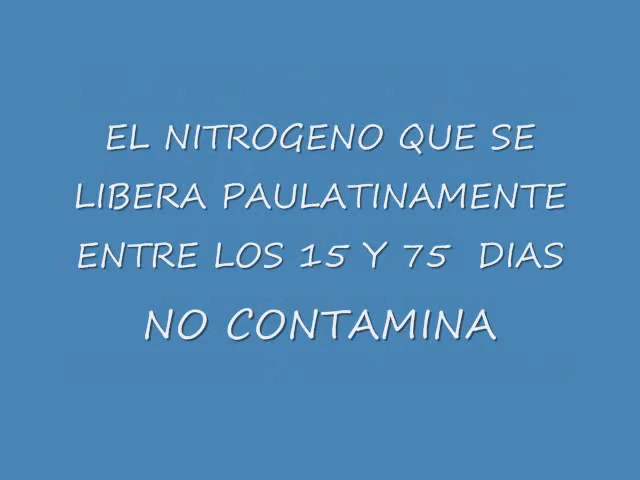 EL NITROGENO QUE SE
LIBERA PAULATINAMENTE
ENTRE LOS 15 Y 75 DIAS
NO CONTAMINA